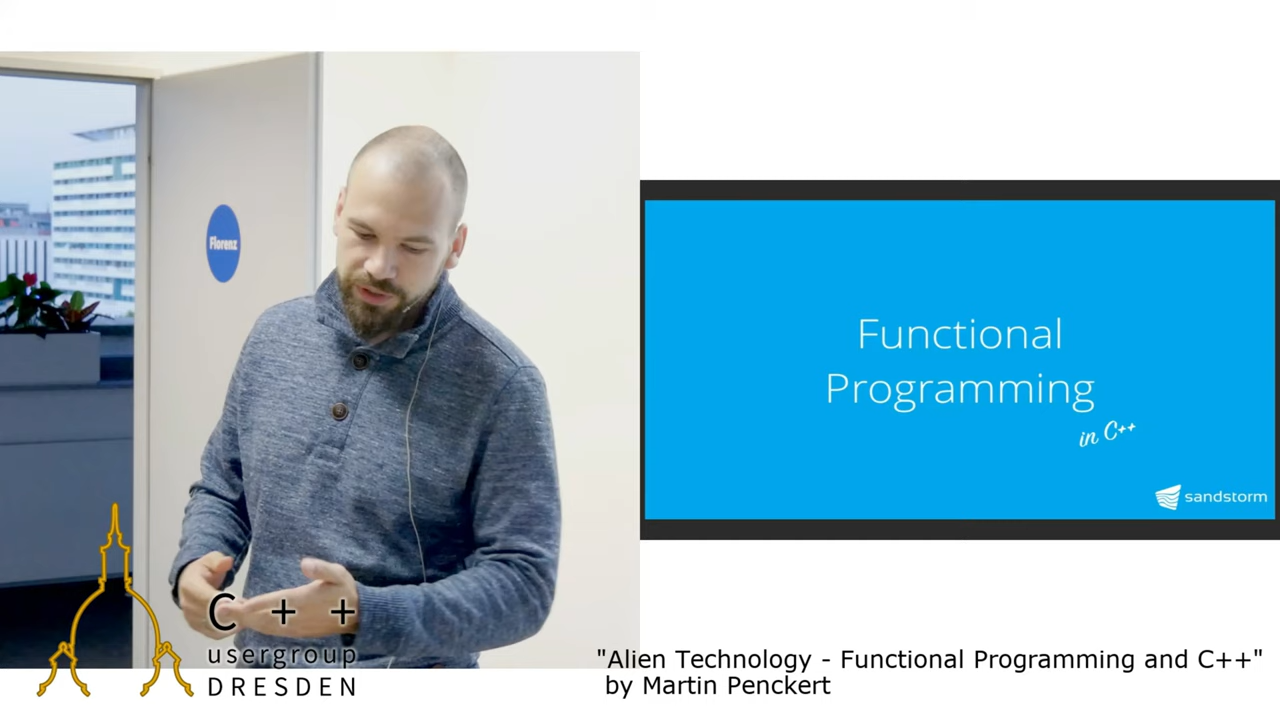 Florenz
Functional
Programming
in C++
sandstorm
C + +
usergroup
DRESDEN
"Alien Technology - Functional Programming and C++"
by Martin Penckert